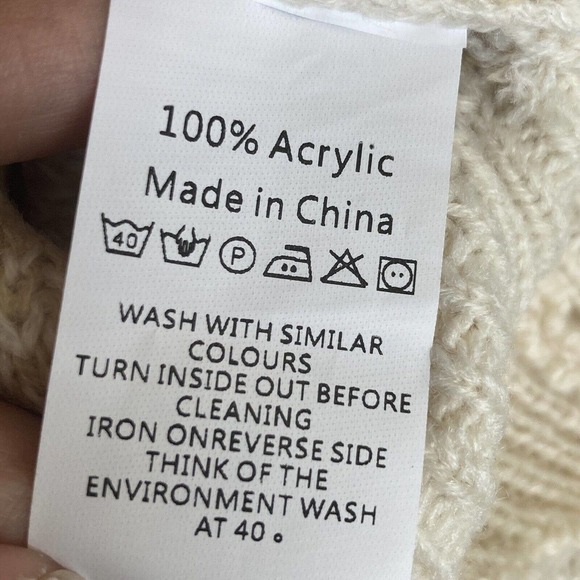 100% Acrylic
Made in China
40 P
WASH WITH SIMILAR
COLOURS
TURN INSIDE OUT BEFORE
CLEANING
IRON ONREVERSE SIDE
THINK OF THE
ENVIRONMENT WASH
AT 40。